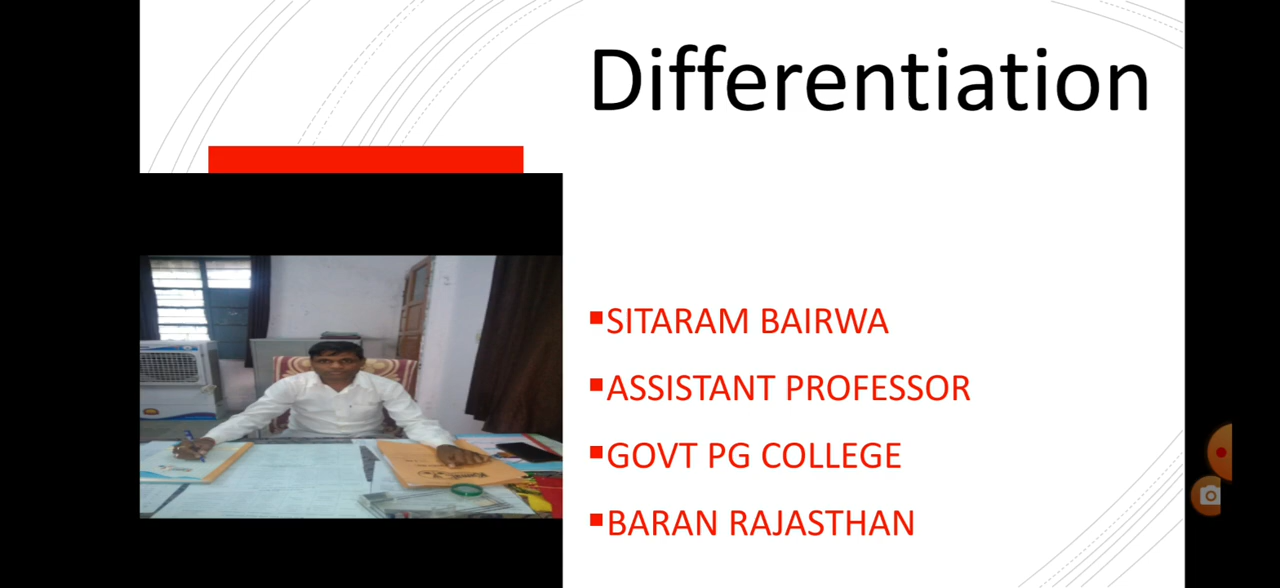 Differentiation
▪SITARAM BAIRWA
▪ASSISTANT PROFESSOR
▪GOVT PG COLLEGE
▪BARAN RAJASTHAN